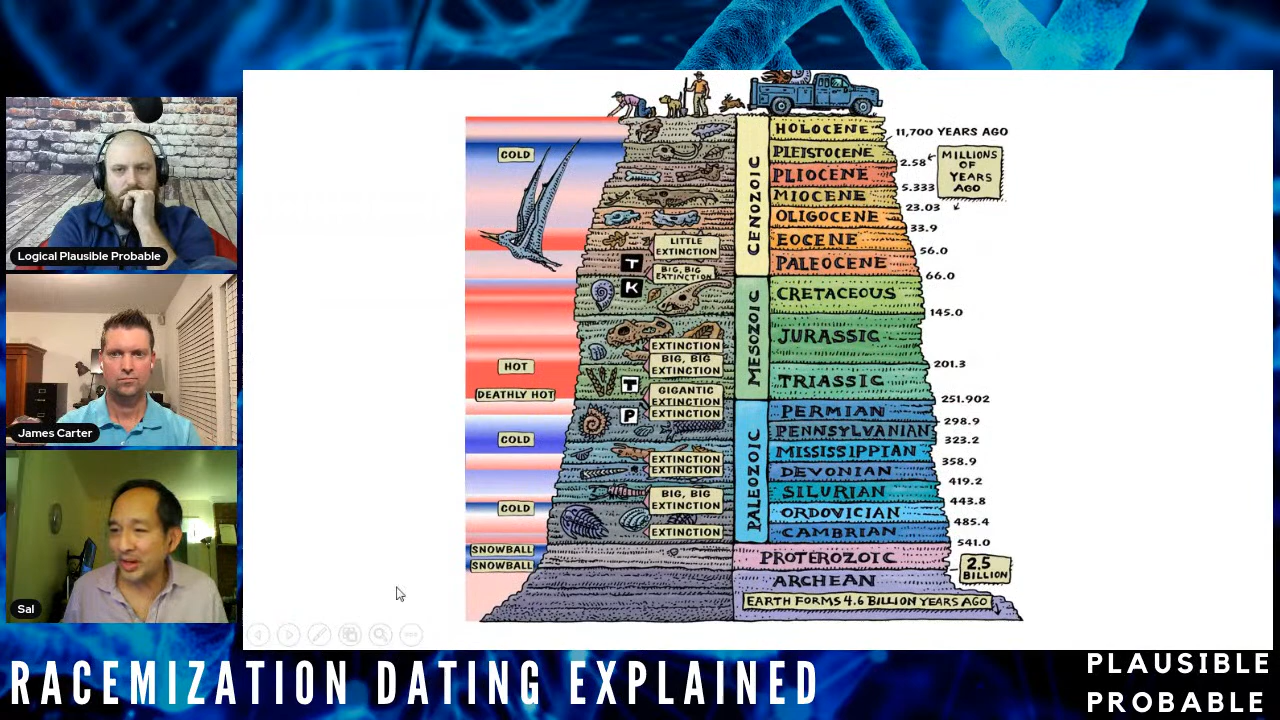 Logical Plausible Probable
James Carter
Sal
COLD
HOT
DEATHLY HOT
COLD
COLD
SNOWBALL
SNOWBALL
LITTLE
EXTINCTION
T
BIG, BIG
EXTINCTION
K
EXTINCTION
BIG, BIG
EXTINCTION
T
GIGANTIC
EXTINCTION
P
EXTINCTION
EXTINCTION
EXTINCTION
BIG, BIG
EXTINCTION
EXTINCTION
CENOZOIC
MESOZOIC
PALEOZOIC
HOLOCENE
PLEISTOCENE
PLIOCENE
MIOCENE
OLIGOCENE
EOCENE
PALEOCENE
CRETACEOUS
JURASSIC
TRIASSIC
PERMIAN
PENNSYLVANIAN
MISSISSIPPIAN
DEVONIAN
SILURIAN
ORDOVICIAN
CAMBRIAN
PROTEROZOIC
ARCHEAN
EARTH FORMS 4.6 BILLION YEARS AGO
11,700 YEARS AGO
MILLIONS
OF
YEARS
AGO
2.58
5.333
23.03
33.9
56.0
66.0
145.0
201.3
251.902
298.9
323.2
358.9
419.2
443.8
485.4
541.0
2.5
BILLION
RACEMIZATION DATING EXPLAINED
PLAUSIBLE
PROBABLE